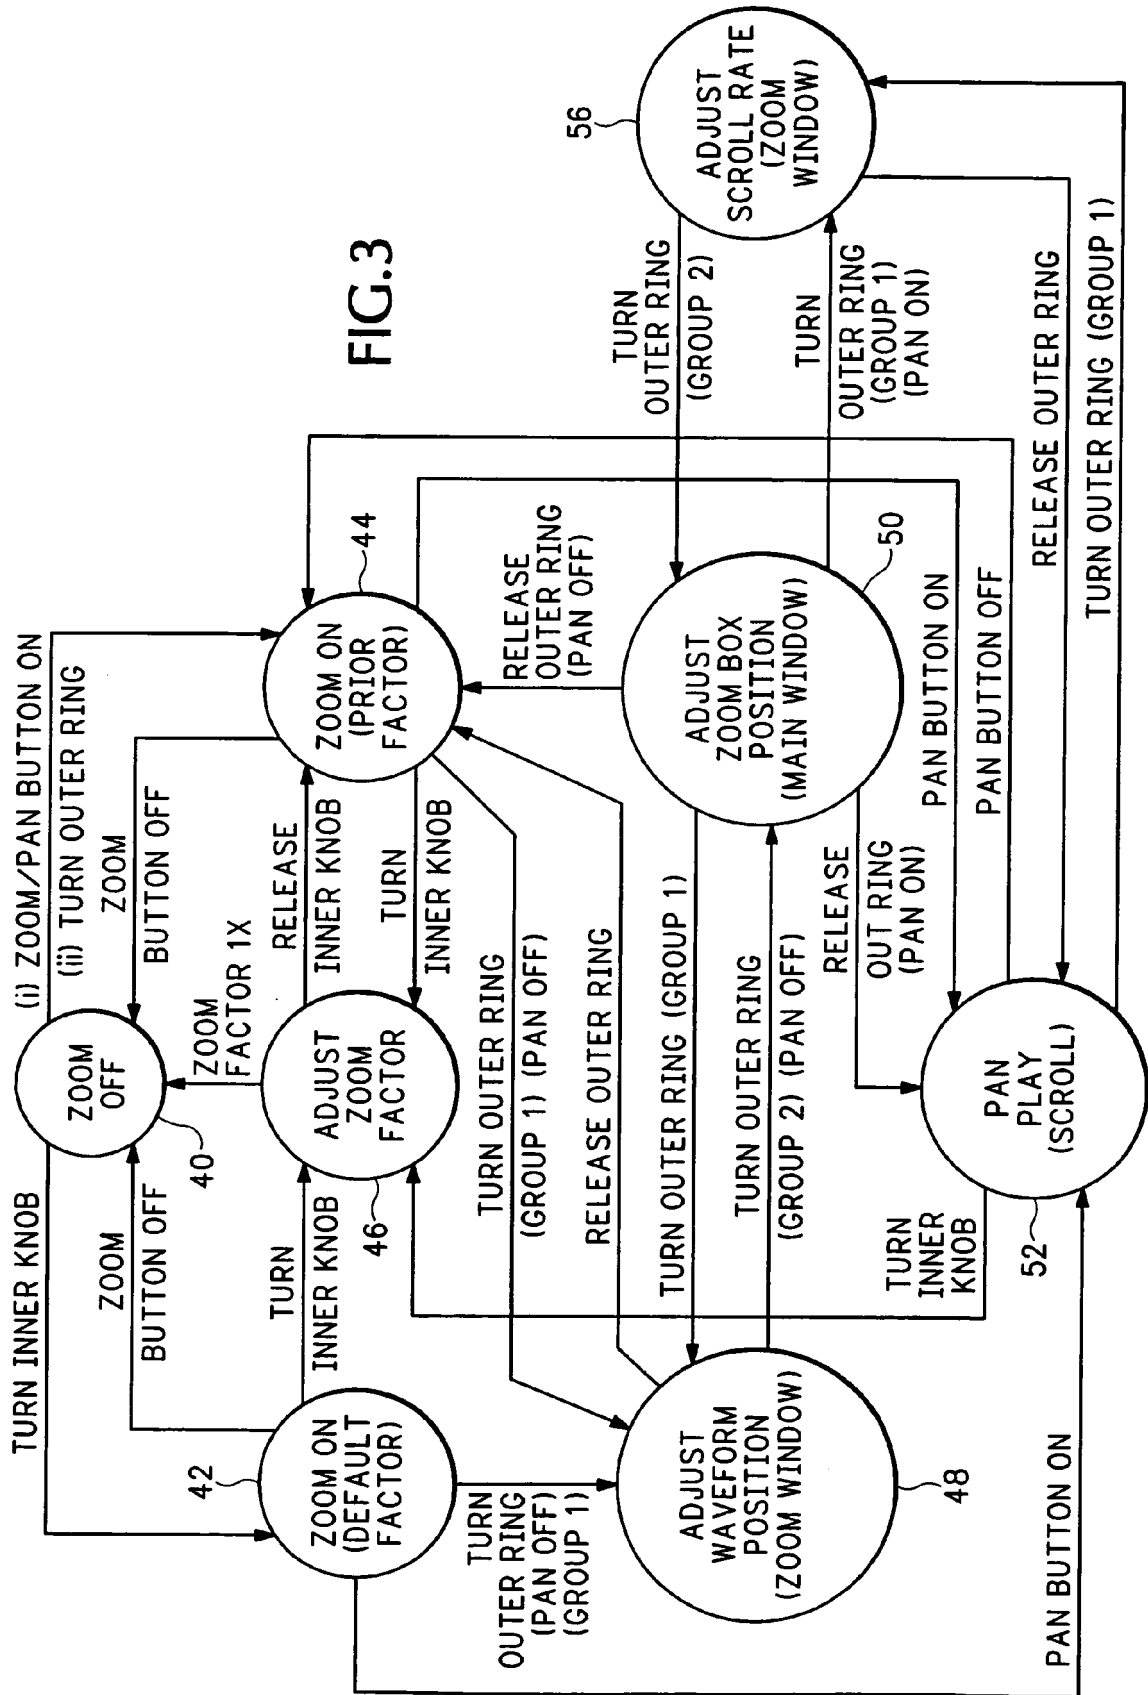 FIG.3
TURN INNER KNOB
(i) ZOOM/PAN BUTTON ON
(ii) TURN OUTER RING
ZOOM
OFF
40
ZOOM
BUTTON OFF
ZOOM
BUTTON OFF
ZOOM
FACTOR 1X
42
ZOOM ON
(DEFAULT
FACTOR)
TURN
INNER KNOB
ADJUST
ZOOM
FACTOR
46
RELEASE
INNER KNOB
TURN
INNER KNOB
ZOOM ON
(PRIOR
FACTOR)
44
TURN
OUTER RING
(PAN OFF)
(GROUP 1)
TURN OUTER RING
(GROUP 1) (PAN OFF)
RELEASE OUTER RING
RELEASE
OUTER RING
(PAN OFF)
TURN
OUTER RING
(GROUP 2)
56
ADJUST
SCROLL RATE
(ZOOM
WINDOW)
TURN
OUTER RING
(GROUP 1)
(PAN ON)
ADJUST
WAVEFORM
POSITION
(ZOOM WINDOW)
48
TURN OUTER RING (GROUP 1)
TURN OUTER RING
(GROUP 2) (PAN OFF)
ADJUST
ZOOM BOX
POSITION
(MAIN WINDOW)
50
RELEASE
OUT RING
(PAN ON)
TURN
INNER
KNOB
PAN BUTTON ON
PAN BUTTON OFF
52
PAN
PLAY
(SCROLL)
RELEASE OUTER RING
TURN OUTER RING (GROUP 1)
PAN BUTTON ON